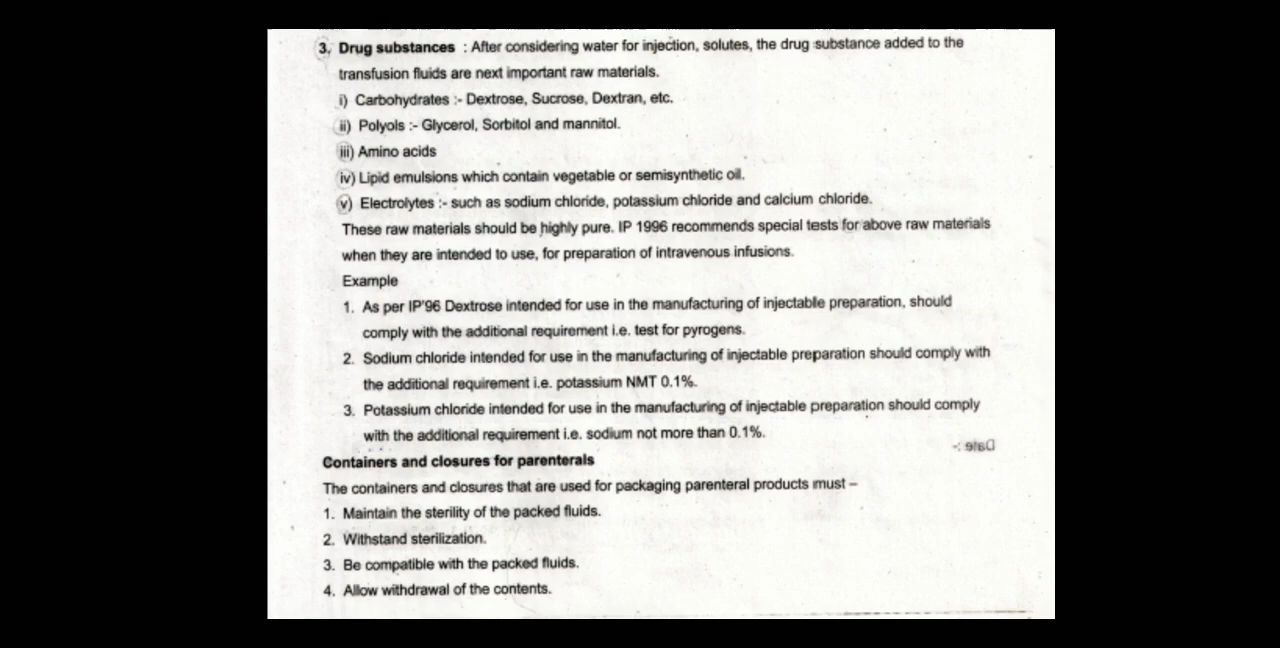 3. Drug substances : After considering water for injection, solutes, the drug substance added to the
transfusion fluids are next important raw materials.
i) Carbohydrates :- Dextrose, Sucrose, Dextran, etc.
ii) Polyols :- Glycerol, Sorbitol and mannitol.
iii) Amino acids
iv) Lipid emulsions which contain vegetable or semisynthetic oil.
v) Electrolytes :- such as sodium chloride, potassium chloride and calcium chloride.
These raw materials should be highly pure. IP 1996 recommends special tests for above raw materials
when they are intended to use, for preparation of intravenous infusions.
Example
1. As per IP'96 Dextrose intended for use in the manufacturing of injectable preparation, should
comply with the additional requirement i.e. test for pyrogens.
2. Sodium chloride intended for use in the manufacturing of injectable preparation should comply with
the additional requirement i.e. potassium NMT 0.1%.
3. Potassium chloride intended for use in the manufacturing of injectable preparation should comply
with the additional requirement i.e. sodium not more than 0.1%.
Date :-
Containers and closures for parenterals
The containers and closures that are used for packaging parenteral products must –
1. Maintain the sterility of the packed fluids.
2. Withstand sterilization.
3. Be compatible with the packed fluids.
4. Allow withdrawal of the contents.